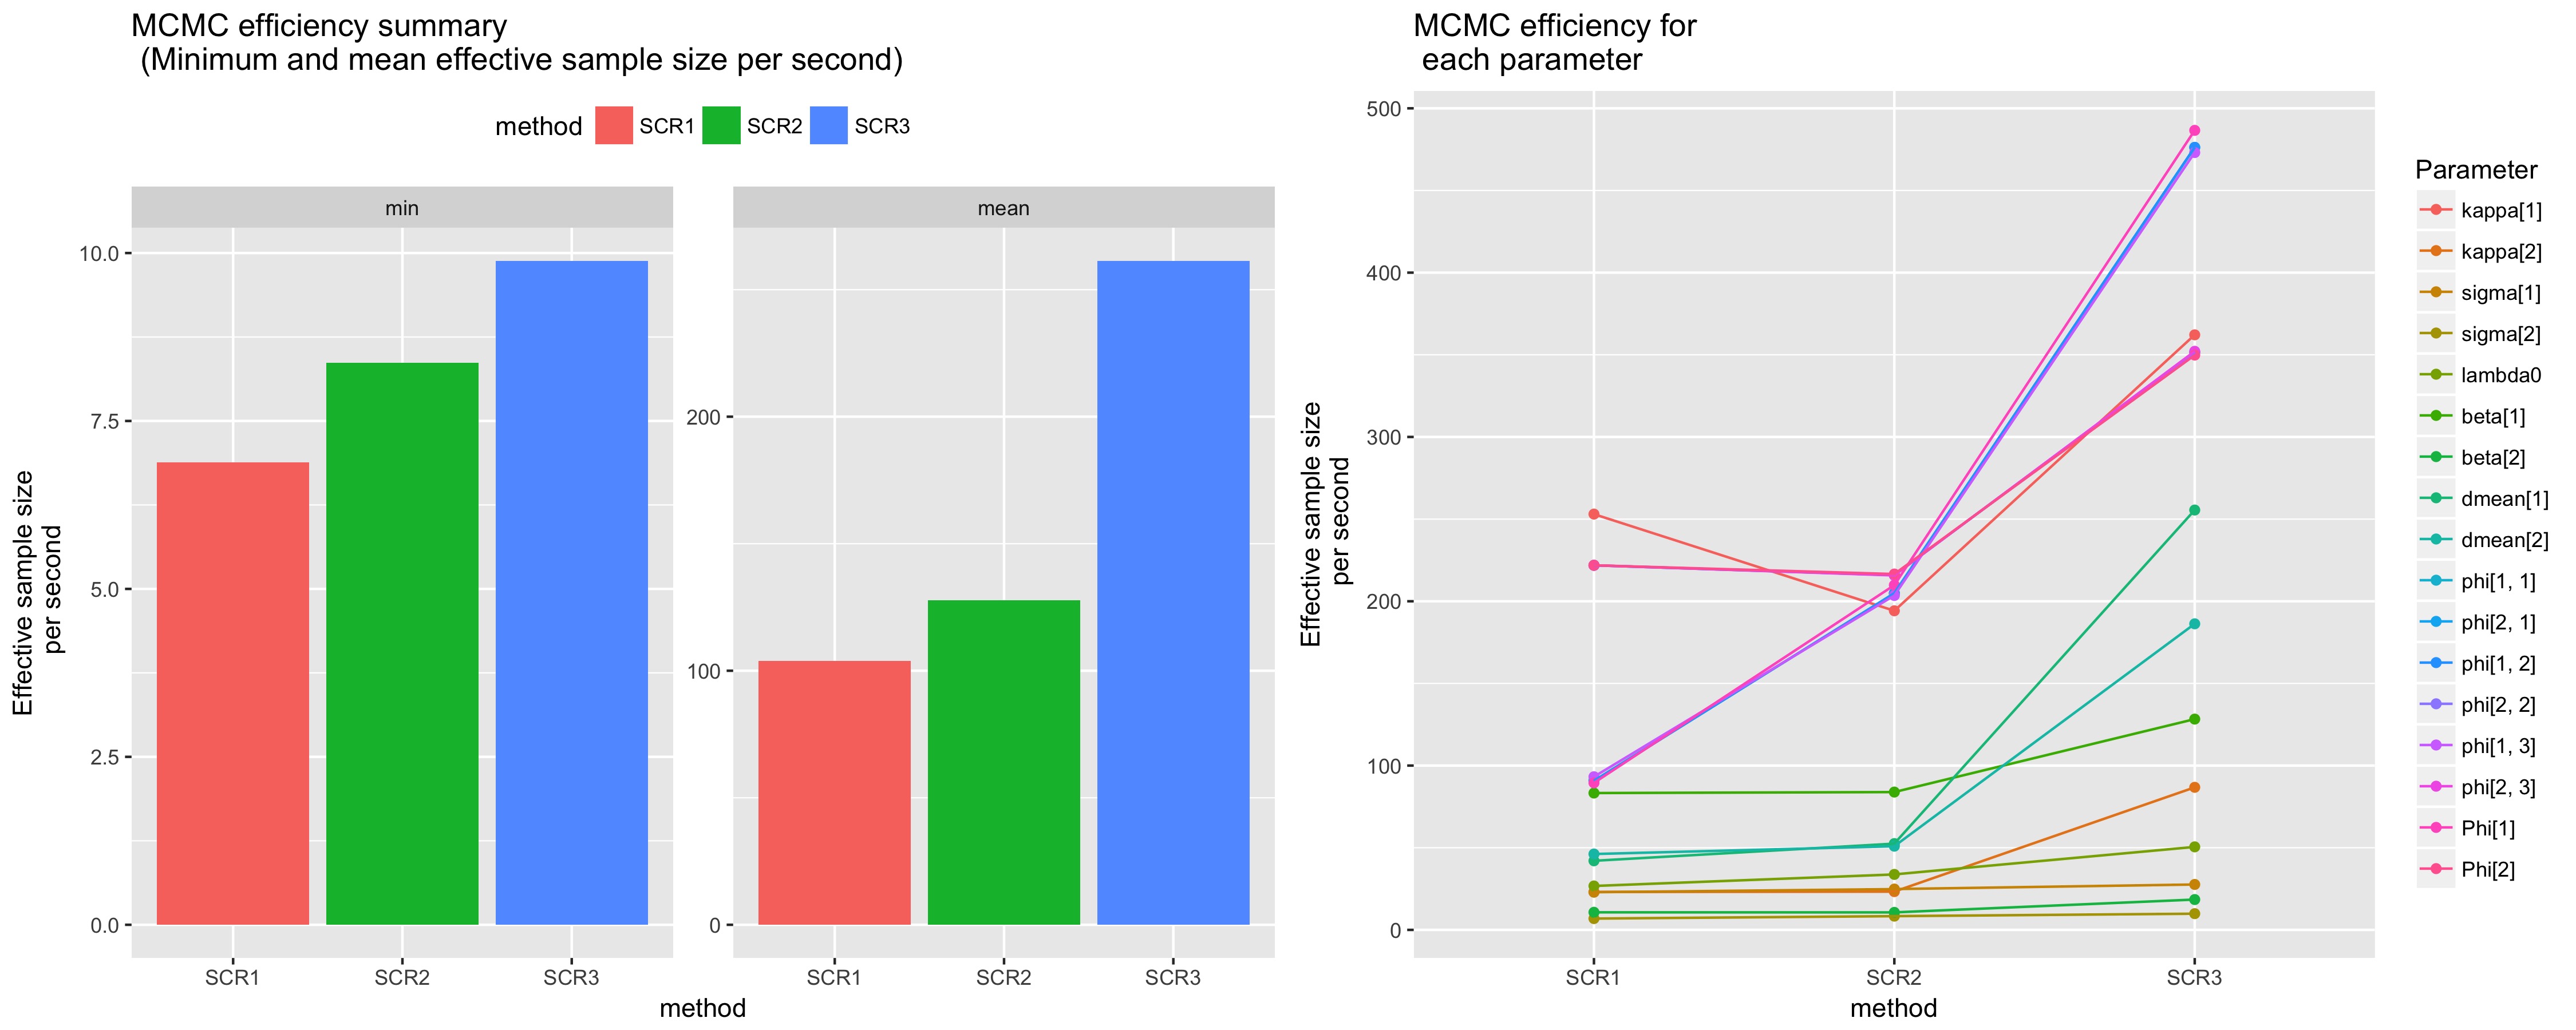 MCMC efficiency summary
(Minimum and mean effective sample size per second)
method SCR1 SCR2 SCR3
min
mean
10.0
7.5
5.0
2.5
0.0
200
100
0
Effective sample size
per second
SCR1 SCR2 SCR3
SCR1 SCR2 SCR3
method
MCMC efficiency for
each parameter
500
400
300
200
100
0
Effective sample size
per second
SCR1 SCR2 SCR3
method
Parameter
kappa[1]
kappa[2]
sigma[1]
sigma[2]
lambda0
beta[1]
beta[2]
dmean[1]
dmean[2]
phi[1, 1]
phi[2, 1]
phi[1, 2]
phi[2, 2]
phi[1, 3]
phi[2, 3]
Phi[1]
Phi[2]